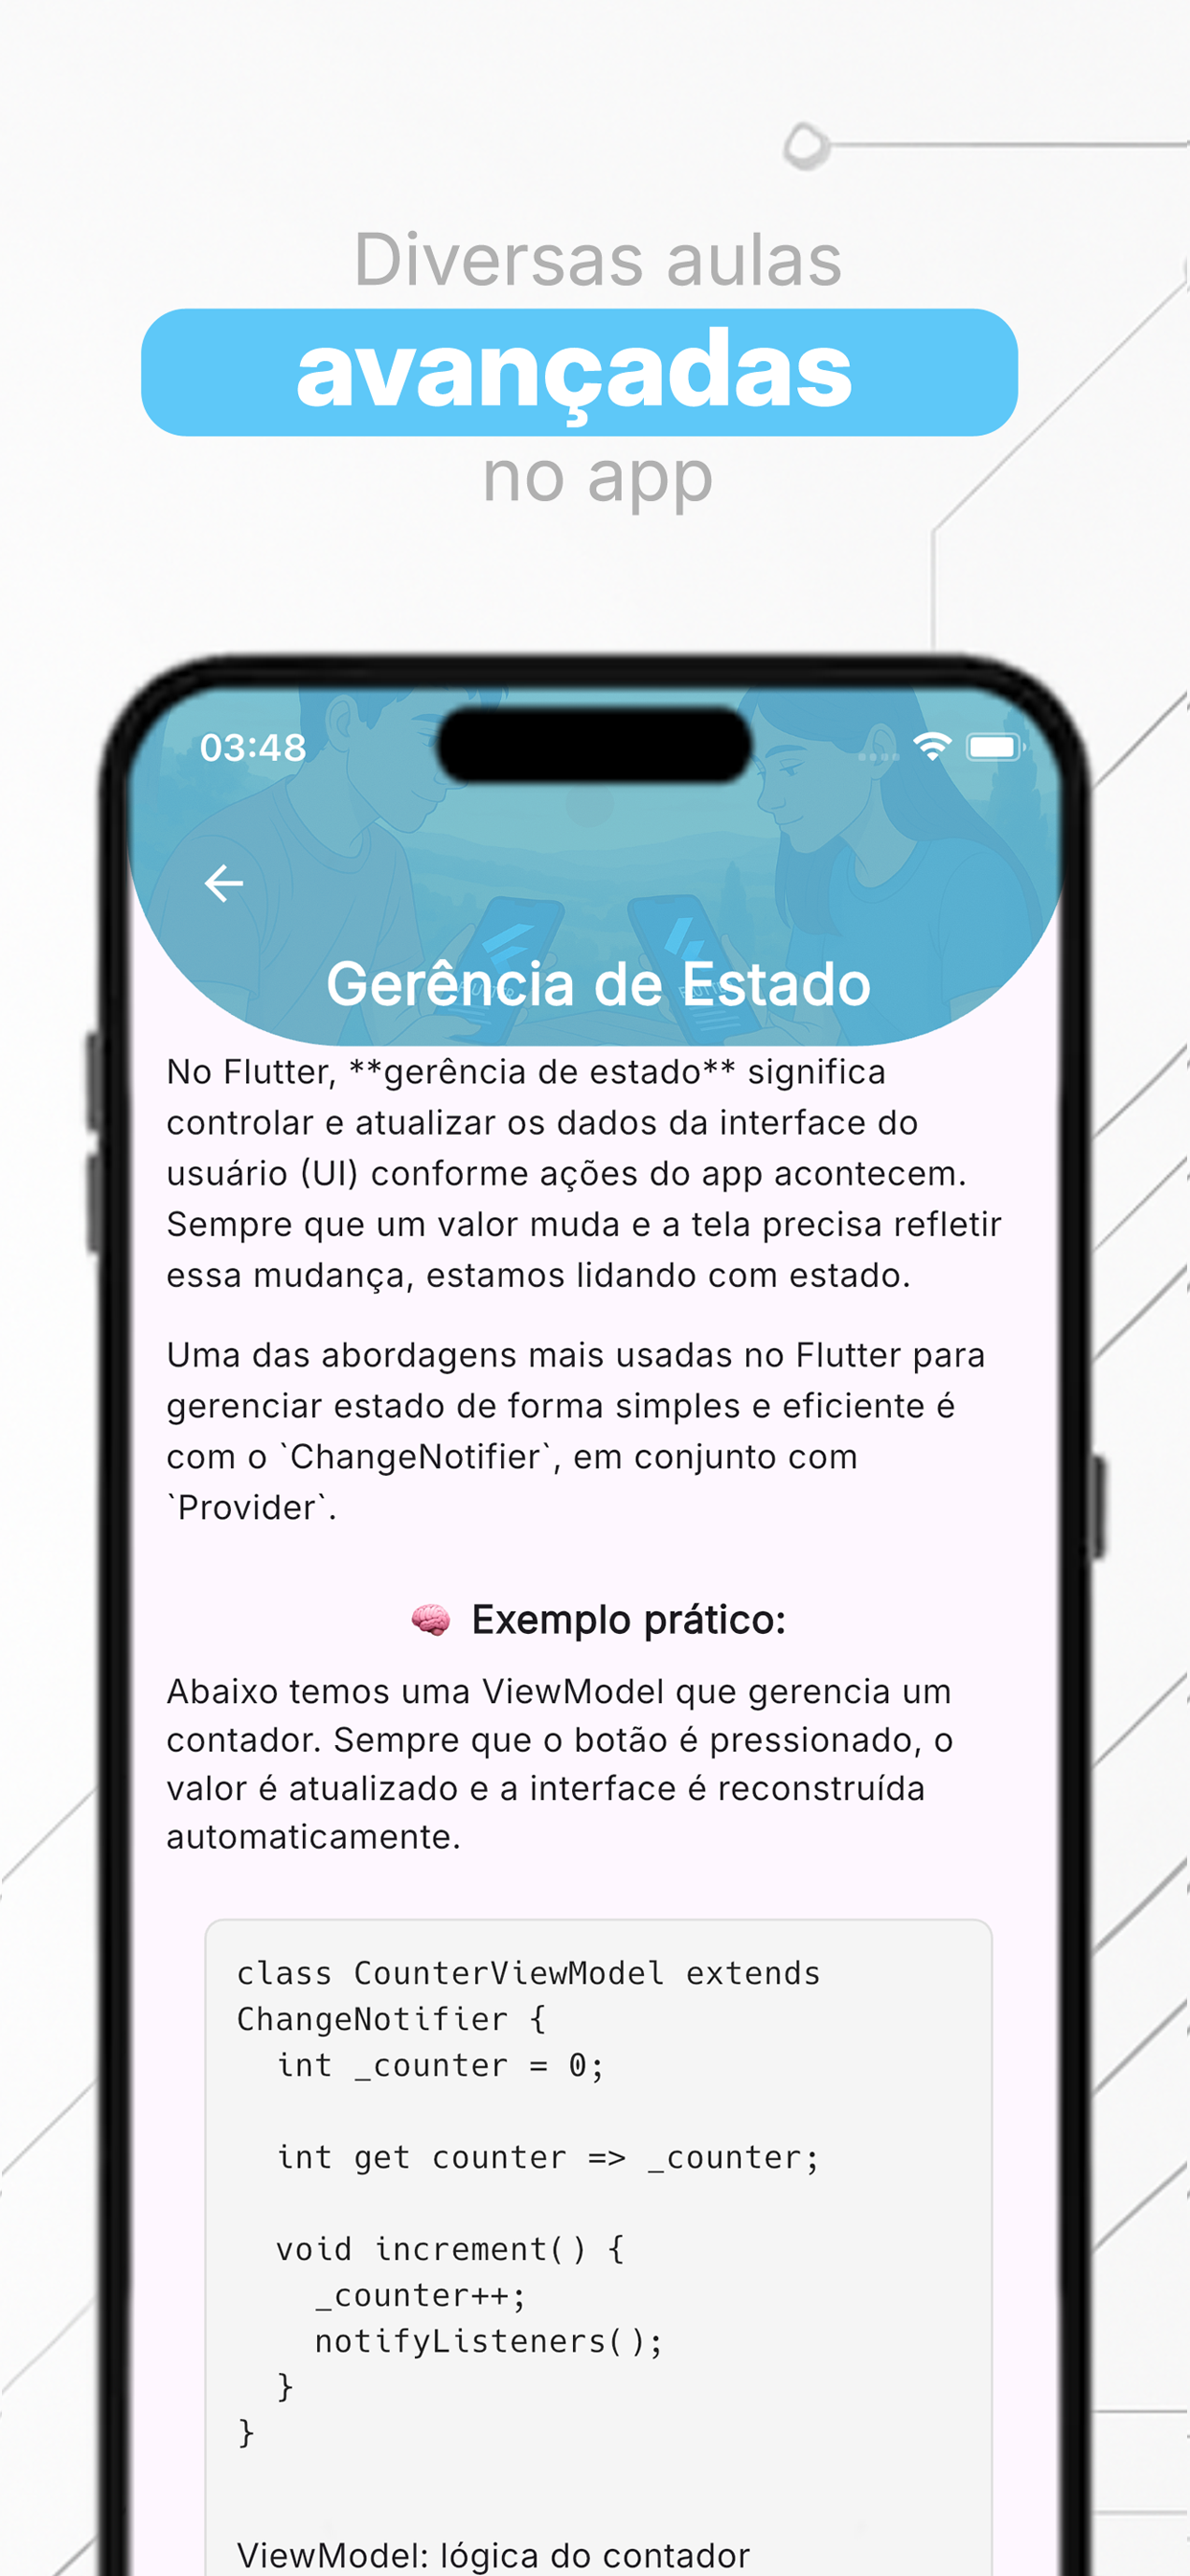 Diversas aulas
avançadas
no app
03:48
Gerência de Estado
No Flutter, **gerência de estado** significa
controlar e atualizar os dados da interface do
usuário (UI) conforme ações do app acontecem.
Sempre que um valor muda e a tela precisa refletir
essa mudança, estamos lidando com estado.
Uma das abordagens mais usadas no Flutter para
gerenciar estado de forma simples e eficiente é
com o `ChangeNotifier`, em conjunto com
`Provider`.
🧠 Exemplo prático:
Abaixo temos uma ViewModel que gerencia um
contador. Sempre que o botão é pressionado, o
valor é atualizado e a interface é reconstruída
automaticamente.
class CounterViewModel extends
ChangeNotifier {
  int _counter = 0;
  int get counter => _counter;
  void increment() {
    _counter++;
    notifyListeners();
  }
}
ViewModel: lógica do contador